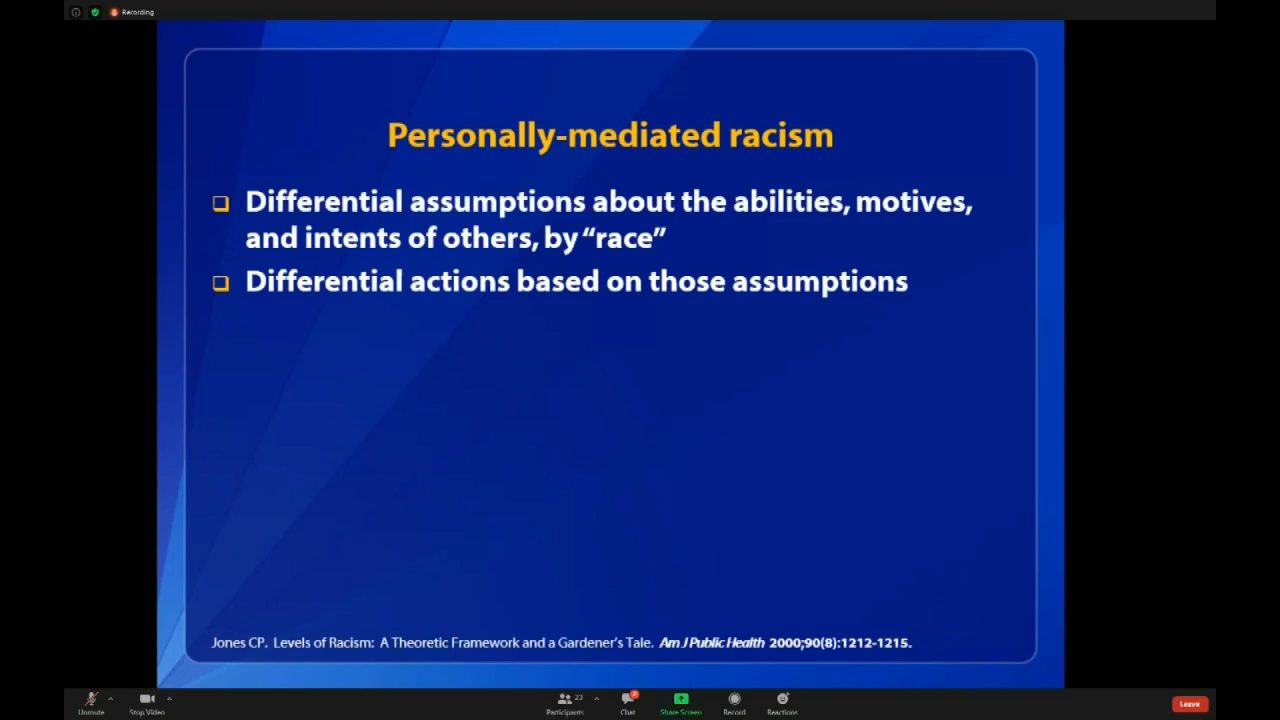 Recording
Personally-mediated racism
Differential assumptions about the abilities, motives,
and intents of others, by “race”
Differential actions based on those assumptions
Jones CP. Levels of Racism: A Theoretic Framework and a Gardener's Tale. Am J Public Health 2000;90(8):1212-1215.
Unmute
Stop Video
Participants
Chat
Share Screen
Record
Reactions
Leave